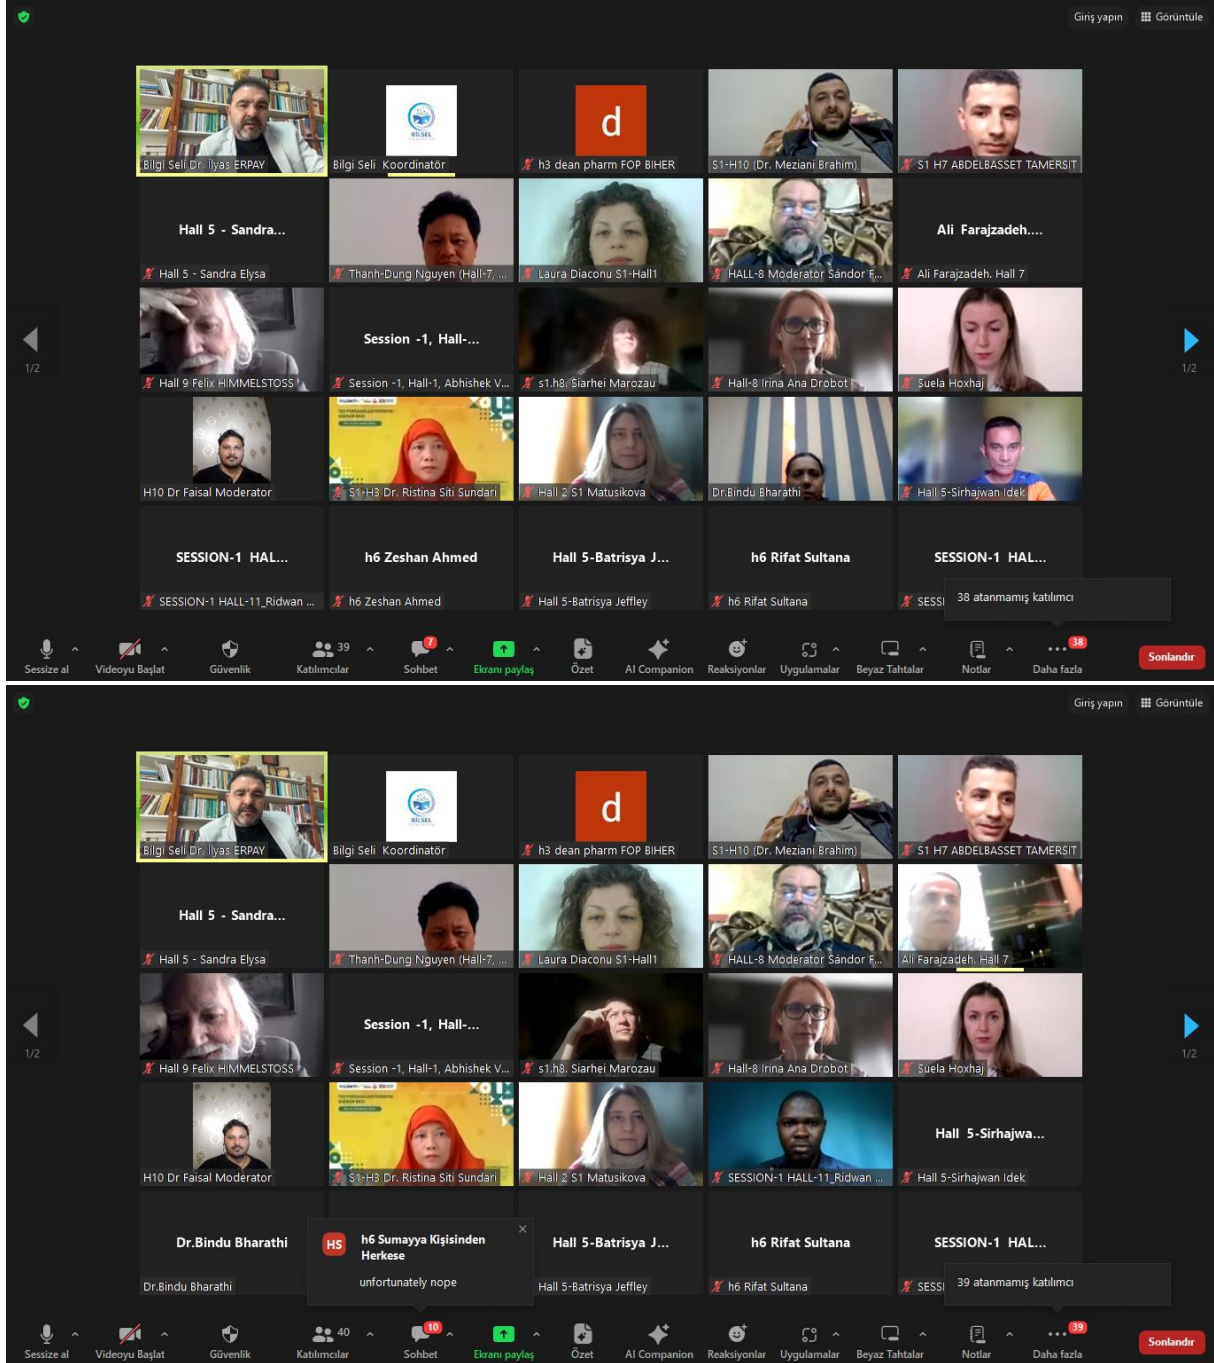 Giriş yapın
Görüntüle
Bilgi Seli Dr. İlyas ERPAY
BİLSEL
Bilgi Seli Koordinatör
d
h3 dean pharm FOP BIHER
S1-H10 (Dr. Meziani Brahim)
S1 H7 ABDELBASSET TAMERSIT
Hall 5 - Sandra...
Hall 5 - Sandra Elysa
Thanh-Dung Nguyen (Hall-7, ...
Laura Diaconu S1-Hall1
HALL-8 Moderator Sándor F...
Ali Farajzadeh....
Ali Farajzadeh. Hall 7
1/2
Hall 9 Felix HIMMELSTOSS
Session -1, Hall-...
Session -1, Hall-1, Abhishek V...
s1.h8. Siarhei Marozau
Hall-8 Irina Ana Drobot
Suela Hoxhaj
1/2
H10 Dr Faisal Moderator
S1-H3 Dr. Ristina Siti Sundari
Hall 2 S1 Matusikova
Dr.Bindu Bharathi
Hall 5-Sirhajwan Idek
SESSION-1 HAL...
SESSION-1 HALL-11_Ridwan ...
h6 Zeshan Ahmed
h6 Zeshan Ahmed
Hall 5-Batrisya J...
Hall 5-Batrisya Jeffley
h6 Rifat Sultana
h6 Rifat Sultana
SESSION-1 HAL...
SESSI
38 atanmamış katılımcı
Sessize al
Videoyu Başlat
Güvenlik
39
Katılımcılar
7
Sohbet
Ekranı paylaş
Özet
AI Companion
Reaksiyonlar
Uygulamalar
Beyaz Tahtalar
Notlar
38
Daha fazla
Sonlandır
Giriş yapın
Görüntüle
Bilgi Seli Dr. İlyas ERPAY
BİLSEL
Bilgi Seli Koordinatör
d
h3 dean pharm FOP BIHER
S1-H10 (Dr. Meziani Brahim)
S1 H7 ABDELBASSET TAMERSIT
Hall 5 - Sandra...
Hall 5 - Sandra Elysa
Thanh-Dung Nguyen (Hall-7, ...
Laura Diaconu S1-Hall1
HALL-8 Moderator Sándor F...
Ali Farajzadeh. Hall 7
1/2
Hall 9 Felix HIMMELSTOSS
Session -1, Hall-...
Session -1, Hall-1, Abhishek V...
s1.h8. Siarhei Marozau
Hall-8 Irina Ana Drobot
Suela Hoxhaj
1/2
H10 Dr Faisal Moderator
S1-H3 Dr. Ristina Siti Sundari
Hall 2 S1 Matusikova
SESSION-1 HALL-11_Ridwan ...
Hall 5-Sirhajwa...
Hall 5-Sirhajwan Idek
Dr.Bindu Bharathi
Dr.Bindu Bharathi
HS
h6 Sumayya Kişisinden
Herkese
unfortunately nope
Hall 5-Batrisya J...
Hall 5-Batrisya Jeffley
h6 Rifat Sultana
h6 Rifat Sultana
SESSION-1 HAL...
SESSI
39 atanmamış katılımcı
Sessize al
Videoyu Başlat
Güvenlik
40
Katılımcılar
10
Sohbet
Ekranı paylaş
Özet
AI Companion
Reaksiyonlar
Uygulamalar
Beyaz Tahtalar
Notlar
39
Daha fazla
Sonlandır